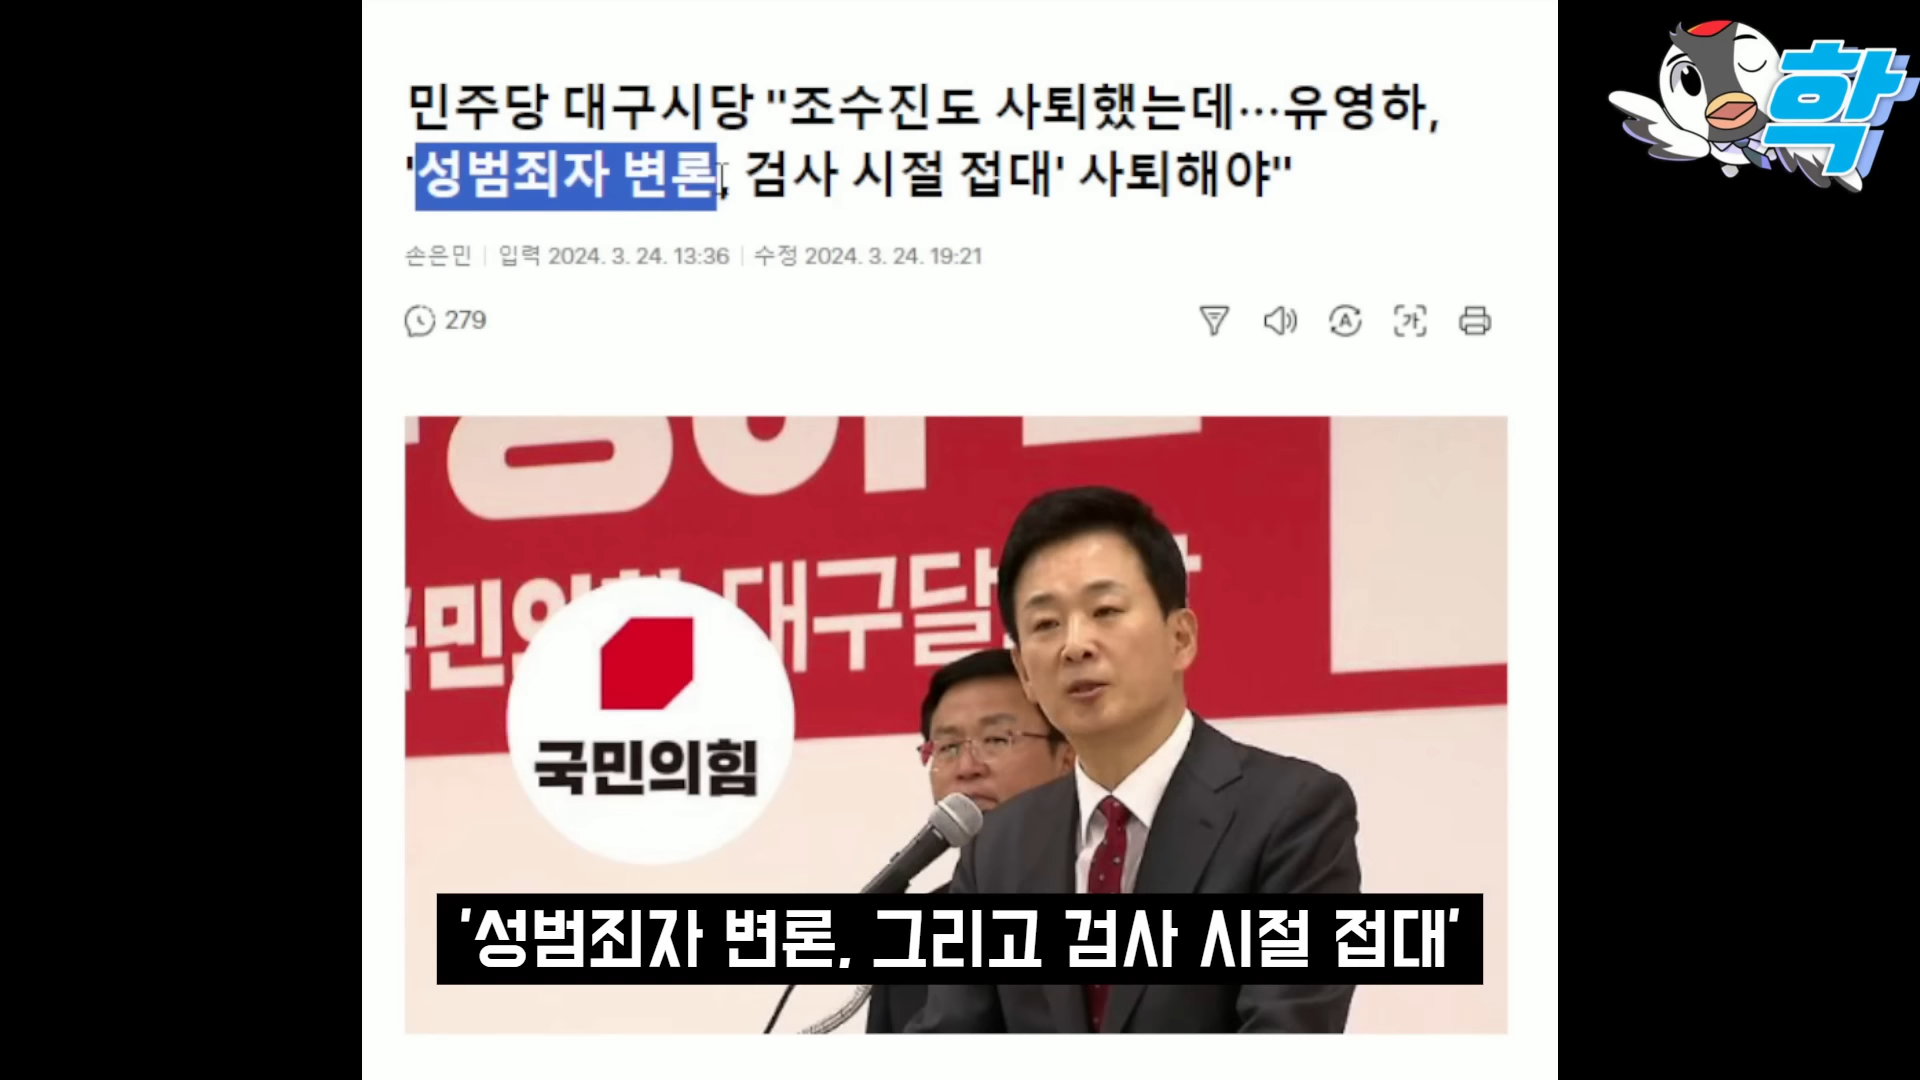 학
민주당 대구시당 "조수진도 사퇴했는데…유영하,
'성범죄자 변론, 검사 시절 접대' 사퇴해야"
손은민 | 입력 2024. 3. 24. 13:36 | 수정 2024. 3. 24. 19:21
279
A
가
대구달
국민의힘
'성범죄자 변론, 그리고 검사 시절 접대'